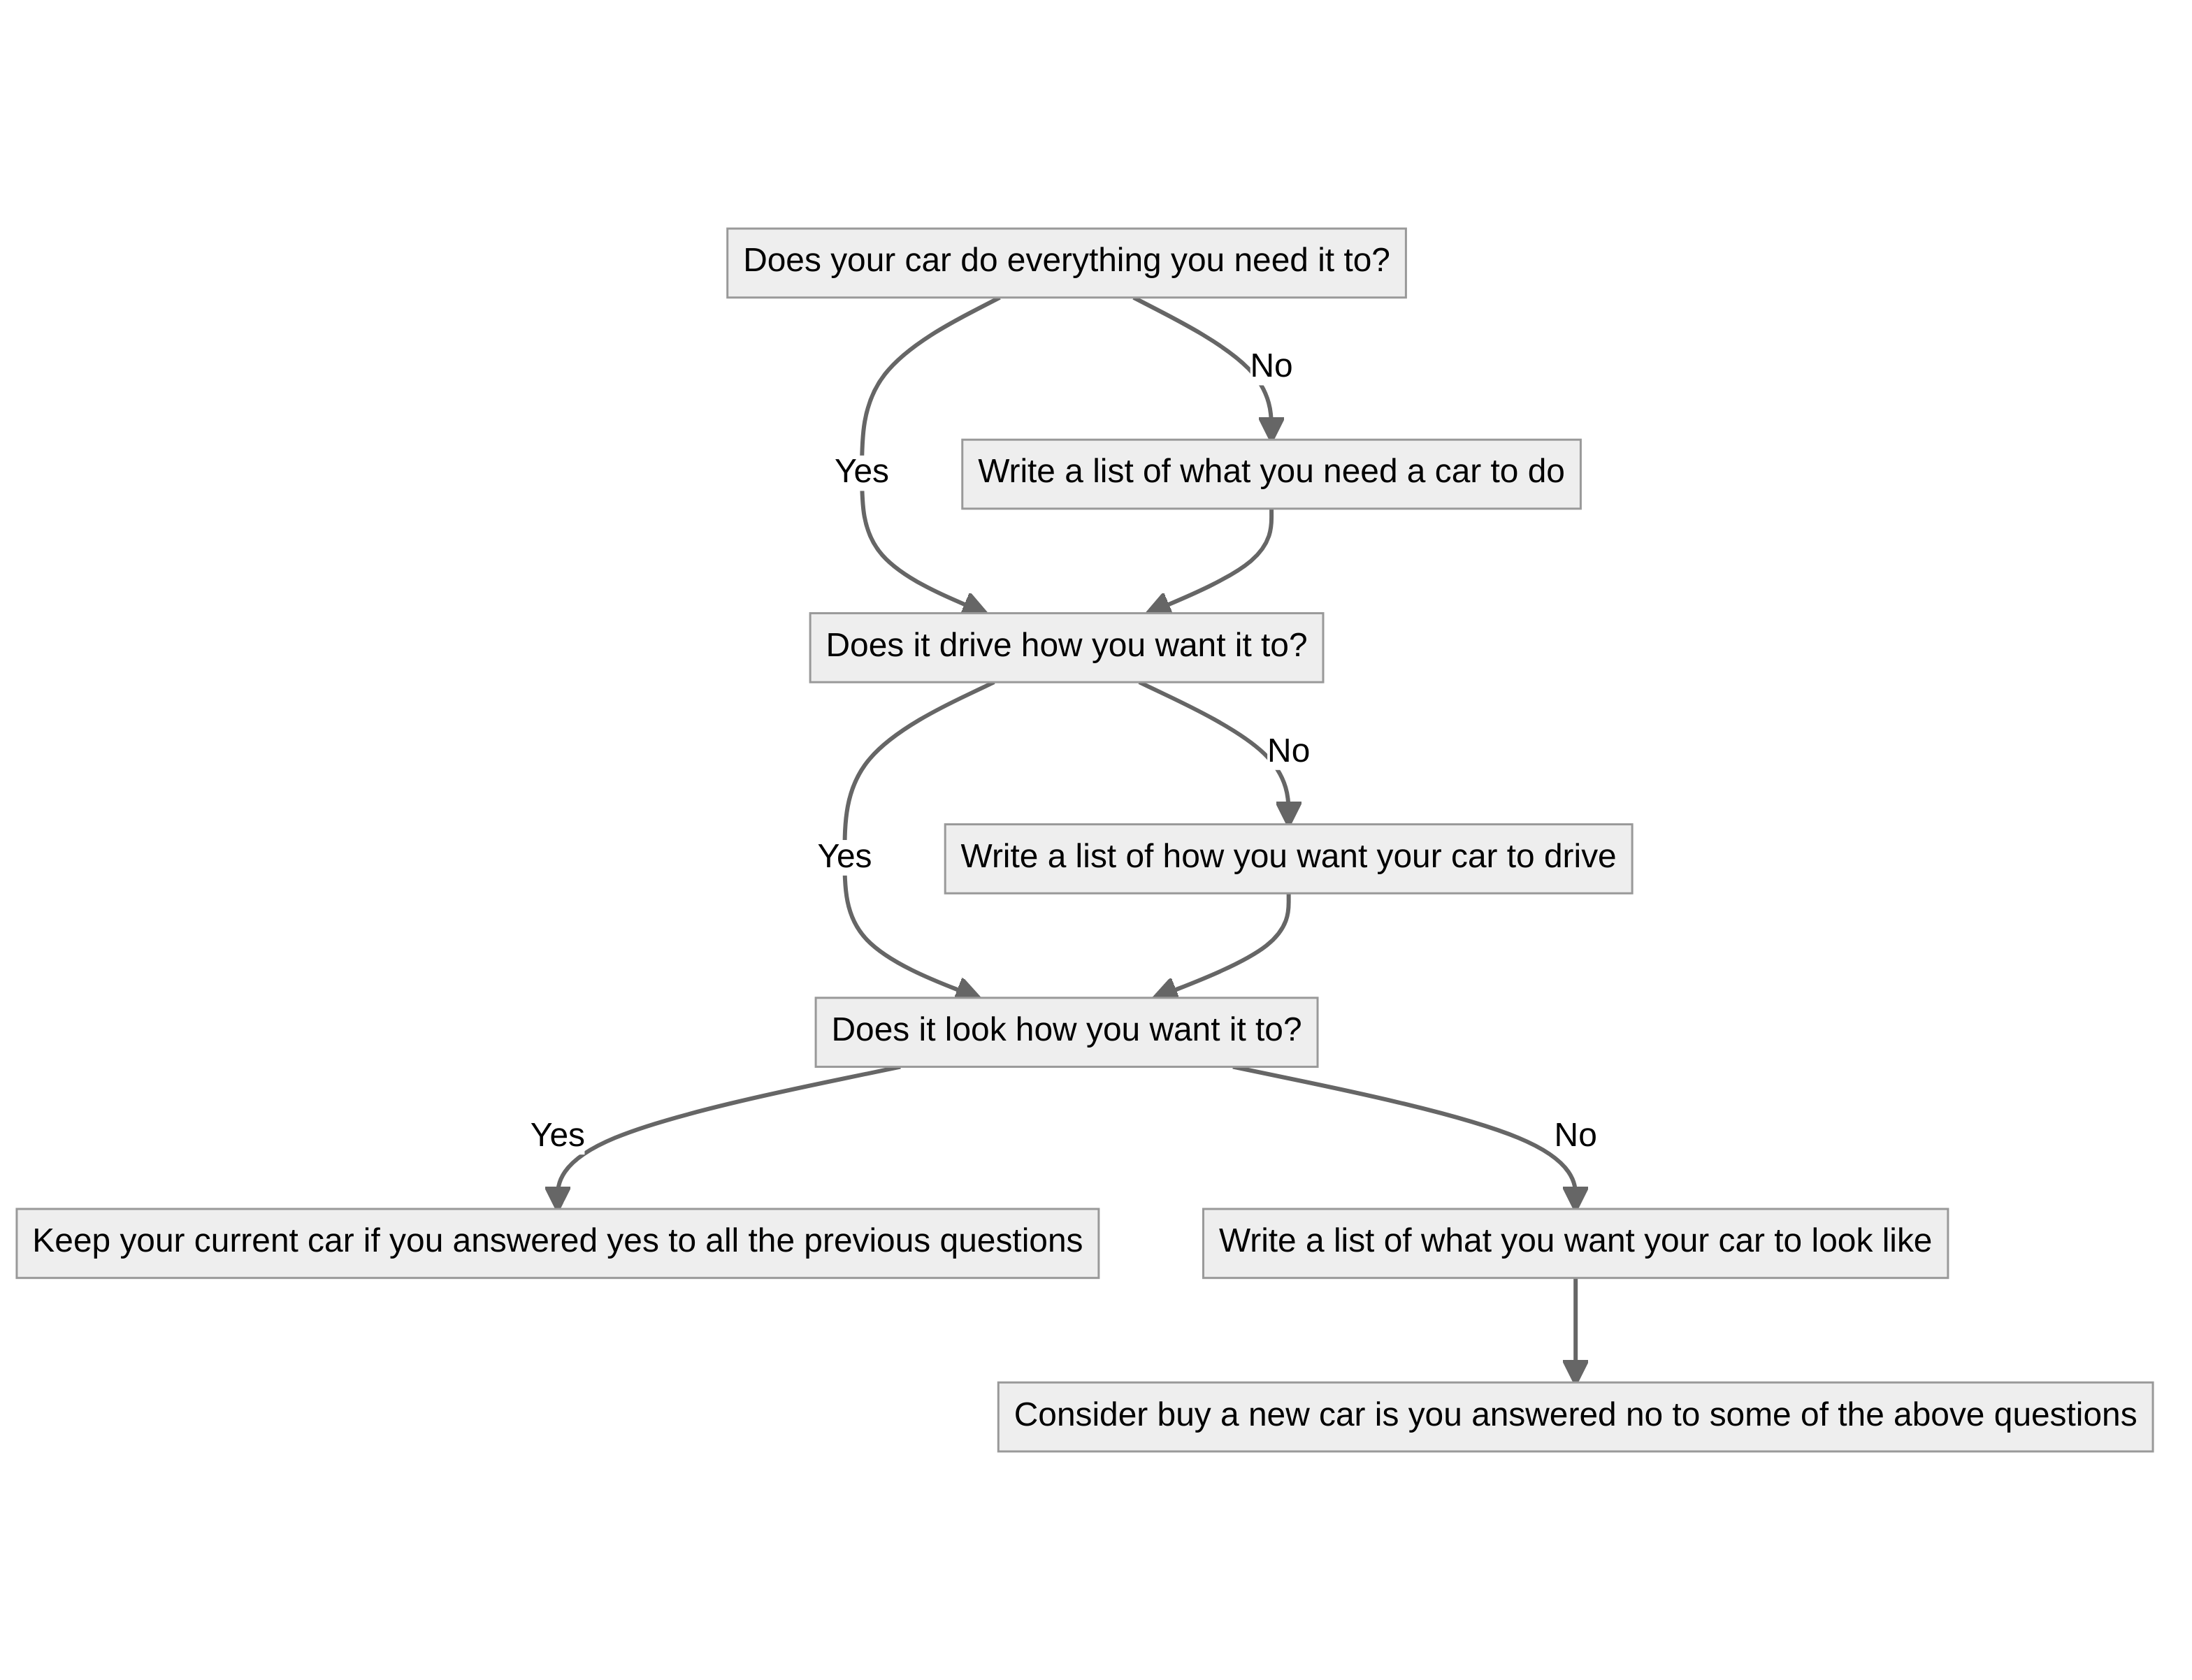 Does your car do everything you need it to?
No
Yes
Write a list of what you need a car to do
Does it drive how you want it to?
No
Yes
Write a list of how you want your car to drive
Does it look how you want it to?
Yes
No
Keep your current car if you answered yes to all the previous questions
Write a list of what you want your car to look like
Consider buy a new car is you answered no to some of the above questions